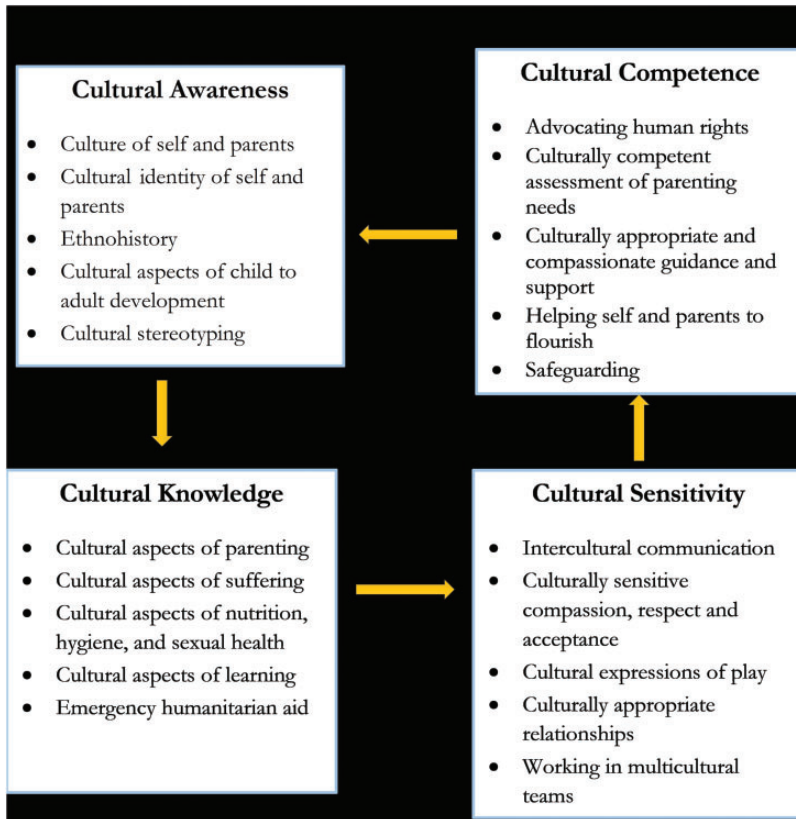 Cultural Awareness
• Culture of self and parents
• Cultural identity of self and
parents
• Ethnohistory
• Cultural aspects of child to
adult development
• Cultural stereotyping
Cultural Competence
• Advocating human rights
• Culturally competent
assessment of parenting
needs
• Culturally appropriate and
compassionate guidance and
support
• Helping self and parents to
flourish
• Safeguarding
Cultural Knowledge
• Cultural aspects of parenting
• Cultural aspects of suffering
• Cultural aspects of nutrition,
hygiene, and sexual health
• Cultural aspects of learning
• Emergency humanitarian aid
Cultural Sensitivity
• Intercultural communication
• Culturally sensitive
compassion, respect and
acceptance
• Cultural expressions of play
• Culturally appropriate
relationships
• Working in multicultural
teams